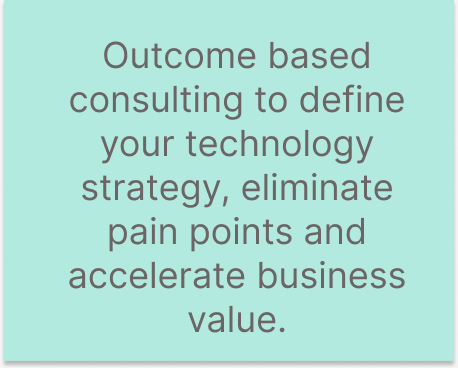 Outcome based
consulting to define
your technology
strategy, eliminate
pain points and
accelerate business
value.